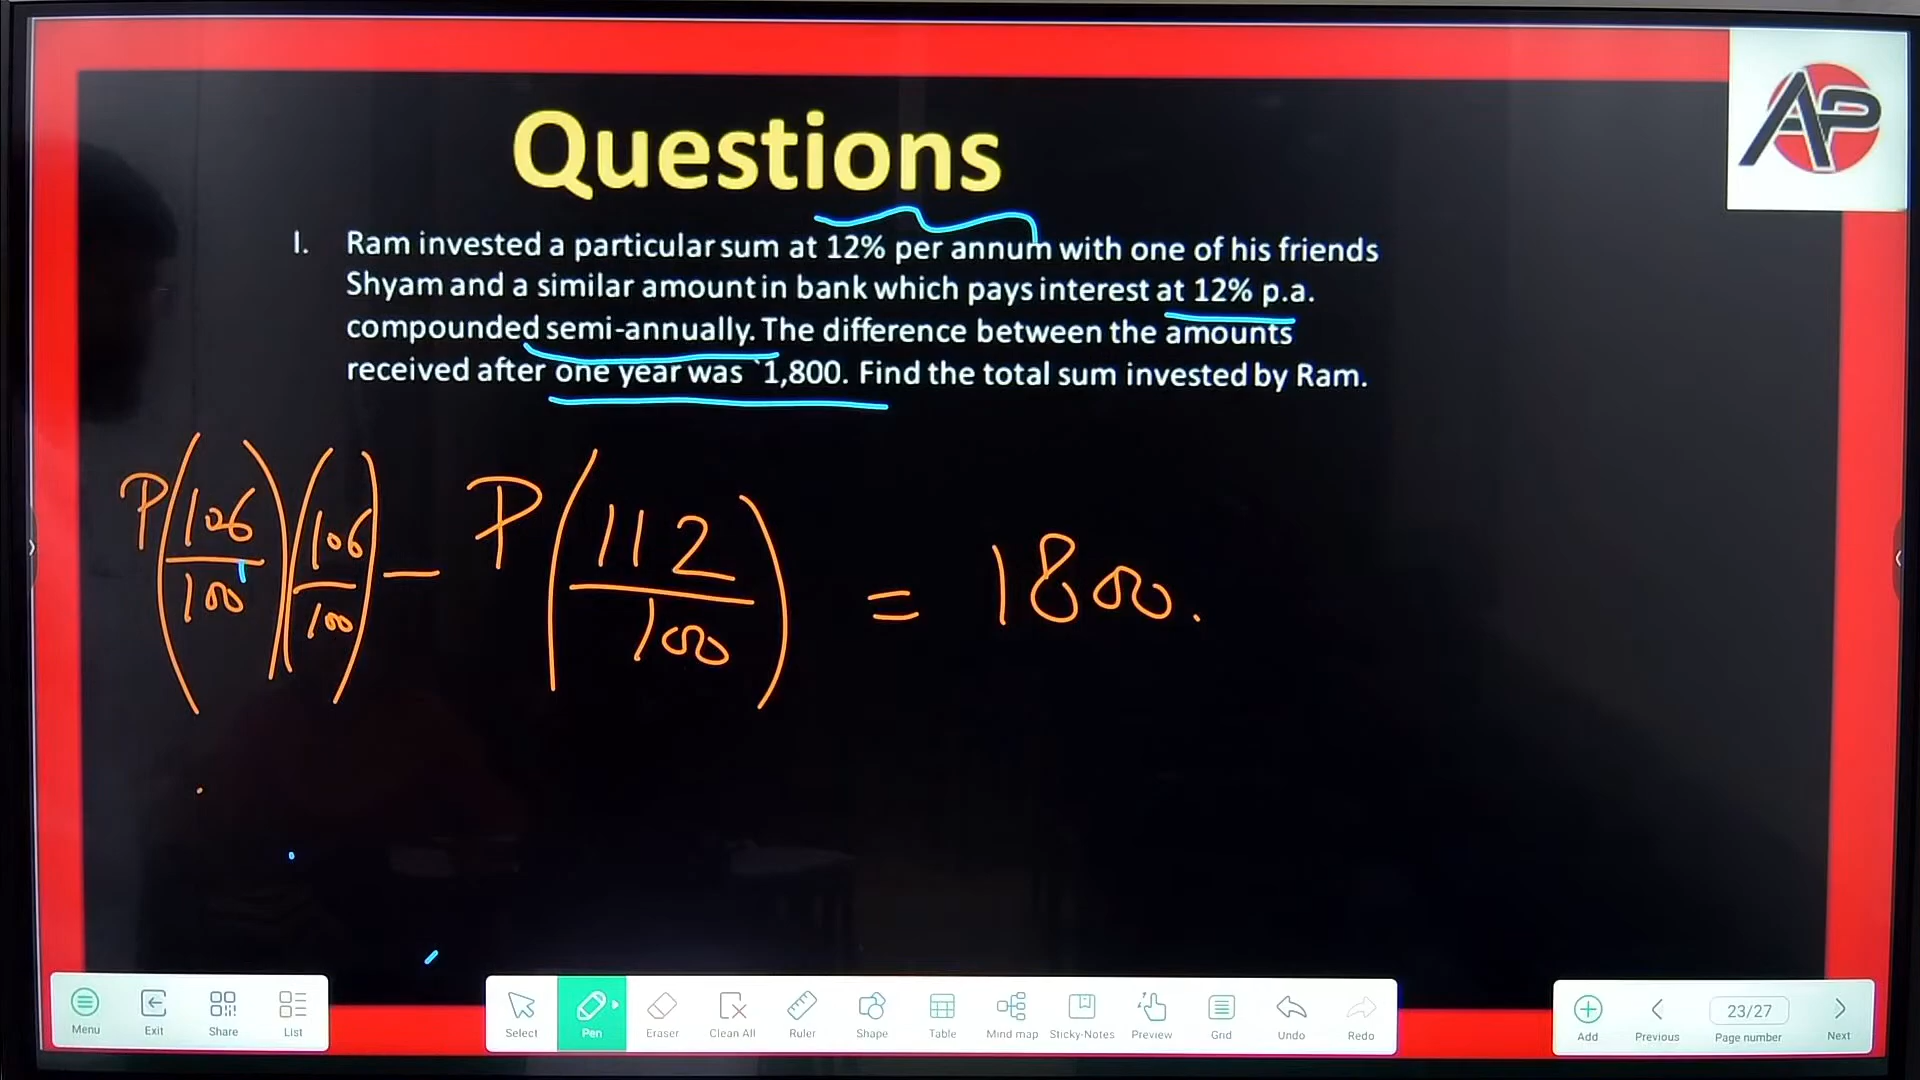 AP
Questions
I. Ram invested a particular sum at 12% per annum with one of his friends
Shyam and a similar amount in bank which pays interest at 12% p.a.
compounded semi-annually. The difference between the amounts
received after one year was `1,800. Find the total sum invested by Ram.
P(106/100)(106/100) - P(112/100) = 1800.
Menu Exit Share List Select Pen Eraser Clean All Ruler Shape Table Mind map Sticky-Notes Preview Grid Undo Redo Add Previous 23/27 Page number Next